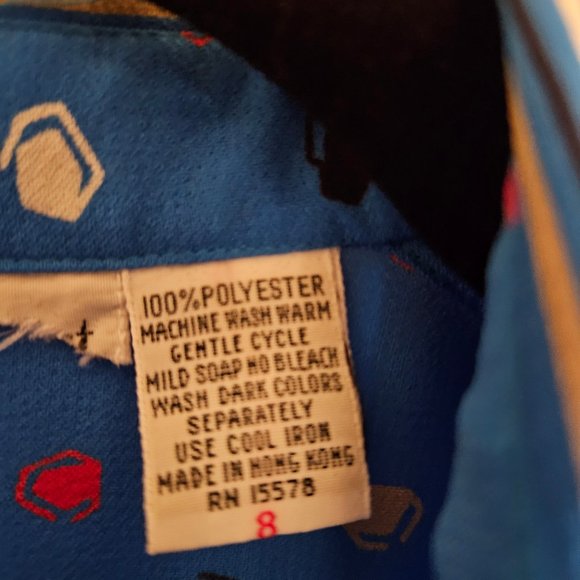 100% POLYESTER
MACHINE WASH WARM
GENTLE CYCLE
MILD SOAP NO BLEACH
WASH DARK COLORS
SEPARATELY
USE COOL IRON
MADE IN HONG KONG
RN 15578
8